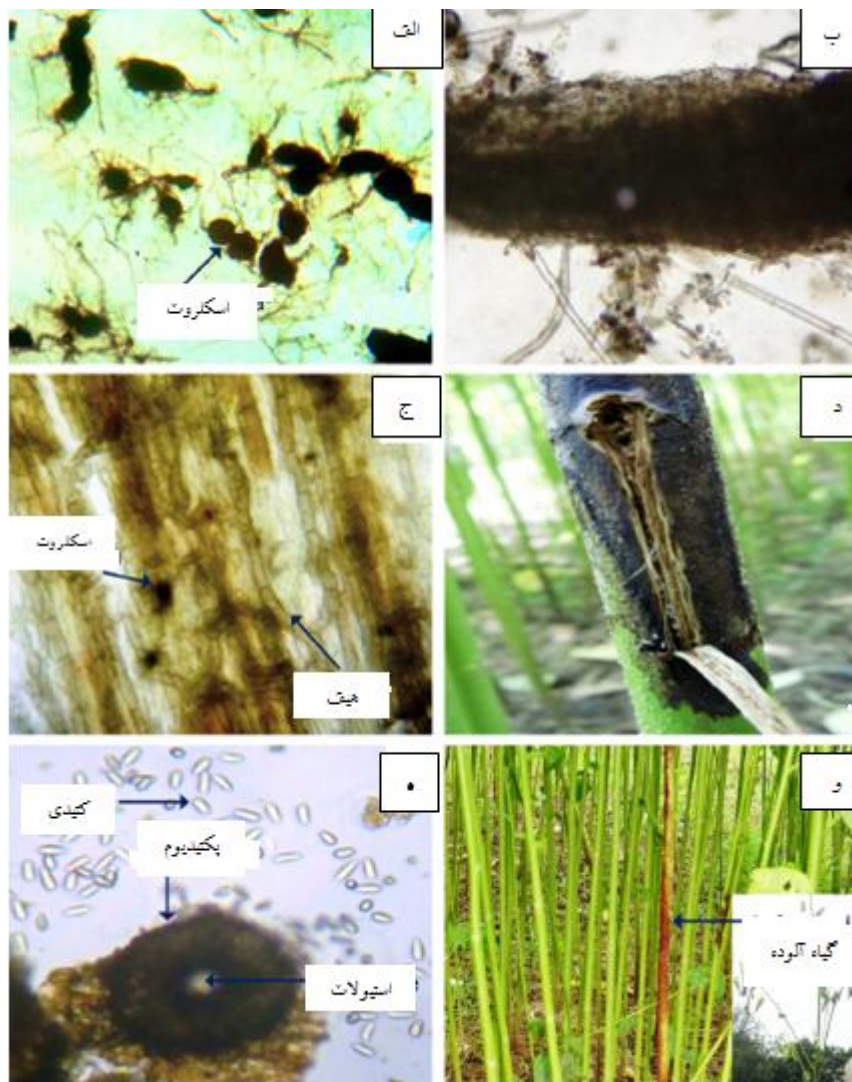 الف
اسکلروت
ب
ج
اسکلروت
هیف
د
ه
کنیدی
پکنیدیوم
استیولات
و
گیاه آلوده